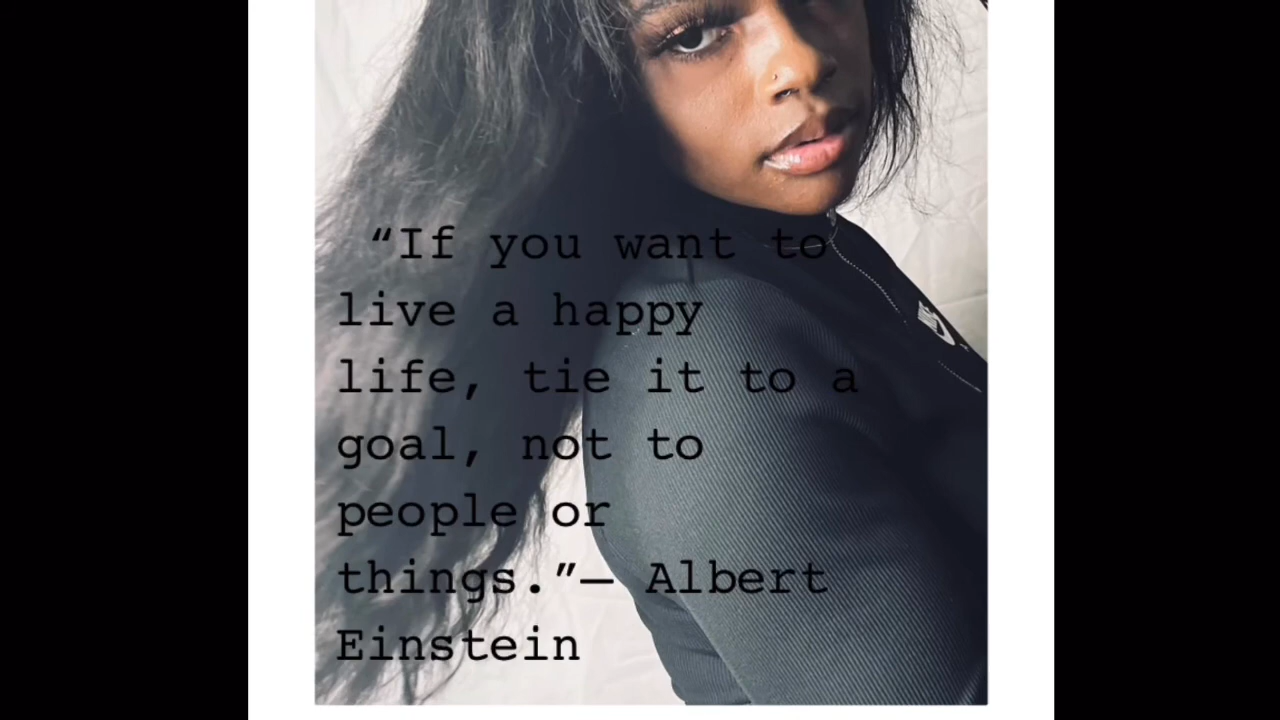 “If you want to
live a happy
life, tie it to a
goal, not to
people or
things.”— Albert
Einstein